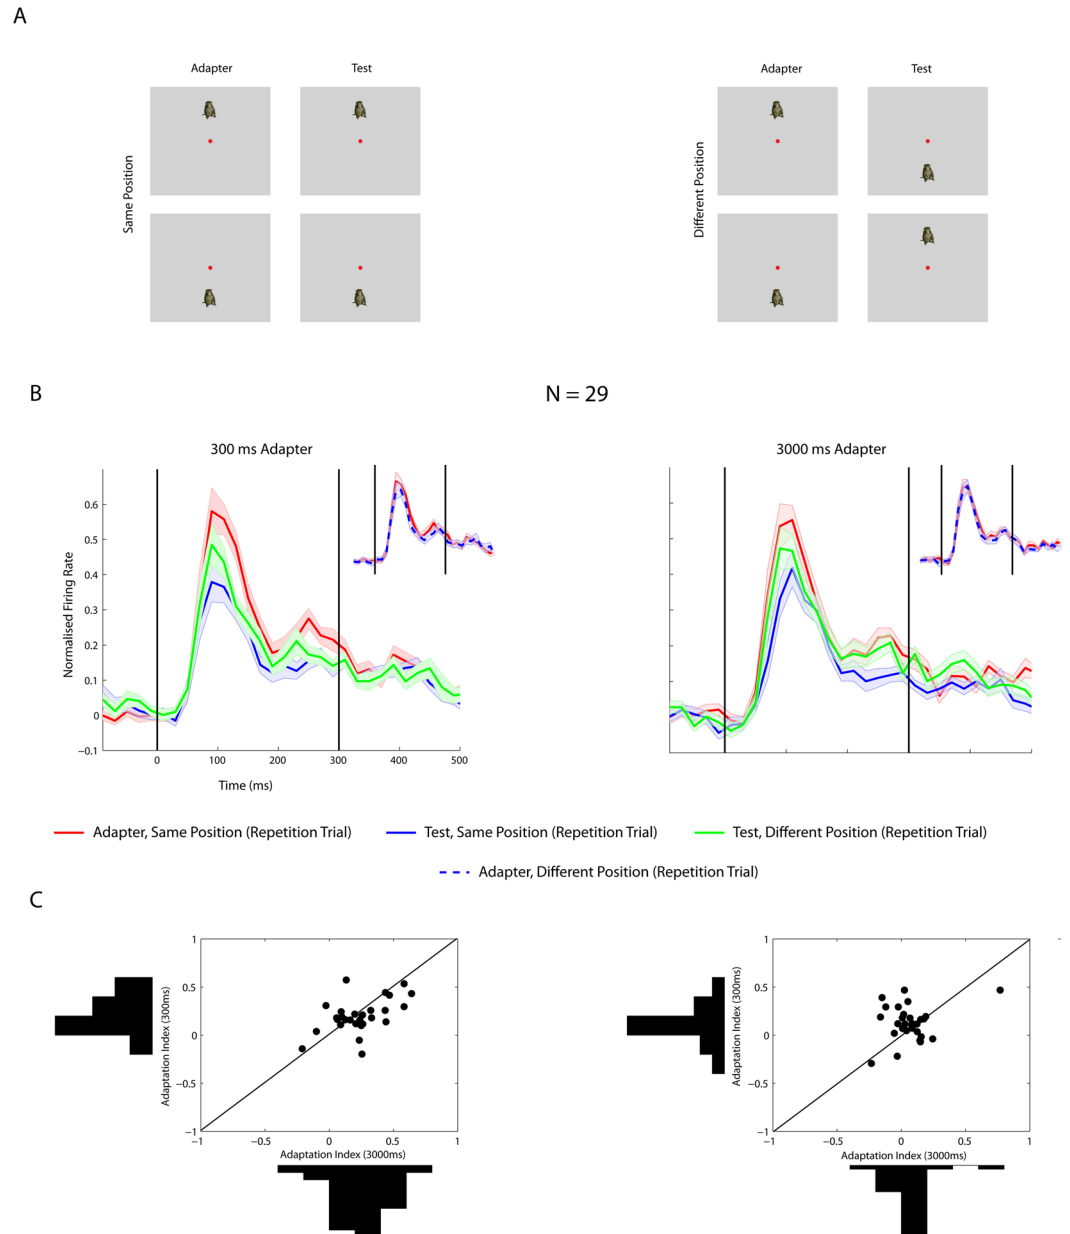 A
Adapter Test
Adapter Test
Same Position
Different Position
B
N = 29
300 ms Adapter
3000 ms Adapter
Normalised Firing Rate
0.6
0.5
0.4
0.3
0.2
0.1
0
−0.1
0 100 200 300 400 500
Time (ms)
Adapter, Same Position (Repetition Trial) Test, Same Position (Repetition Trial) Test, Different Position (Repetition Trial)
Adapter, Different Position (Repetition Trial)
C
Adaptation Index (300ms)
1
0.5
0
−0.5
−1
−1 −0.5 0 0.5 1
Adaptation Index (3000ms)
Adaptation Index (300ms)
1
0.5
0
−0.5
−1
−1 −0.5 0 0.5 1
Adaptation Index (3000ms)